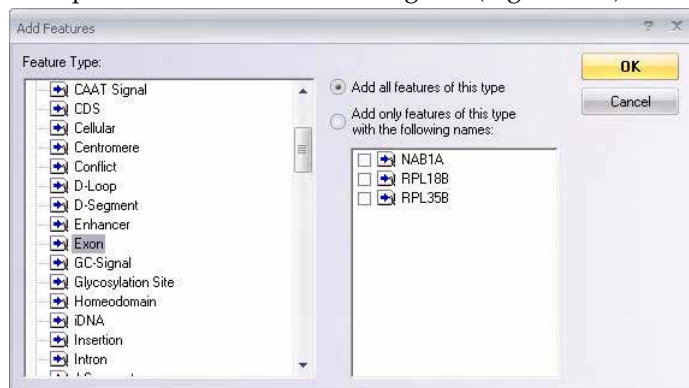 Add Features
Feature Type:
CAAT Signal
CDS
Cellular
Centromere
Conflict
D-Loop
D-Segment
Enhancer
Exon
GC-Signal
Glycosylation Site
Homeodomain
iDNA
Insertion
Intron
Add all features of this type
Add only features of this type
with the following names:
NAB1A
RPL18B
RPL35B
OK
Cancel